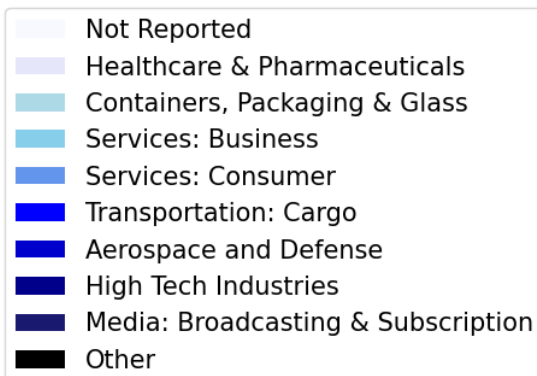 Not Reported
Healthcare & Pharmaceuticals
Containers, Packaging & Glass
Services: Business
Services: Consumer
Transportation: Cargo
Aerospace and Defense
High Tech Industries
Media: Broadcasting & Subscription
Other